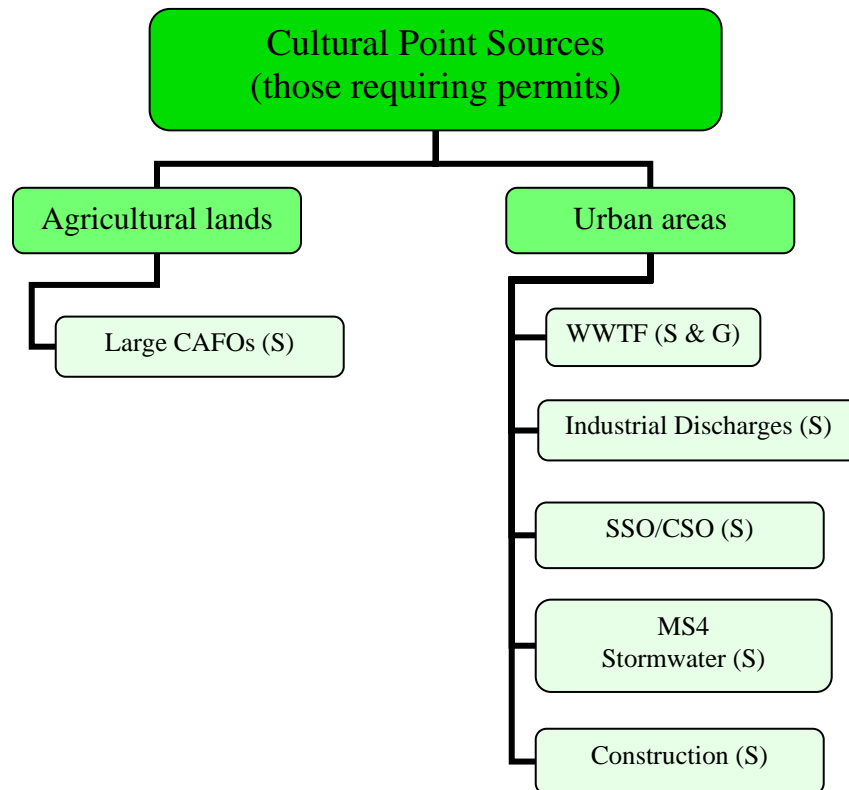 Cultural Point Sources
(those requiring permits)
Agricultural lands
Urban areas
Large CAFOs (S)
WWTF (S & G)
Industrial Discharges (S)
SSO/CSO (S)
MS4
Stormwater (S)
Construction (S)